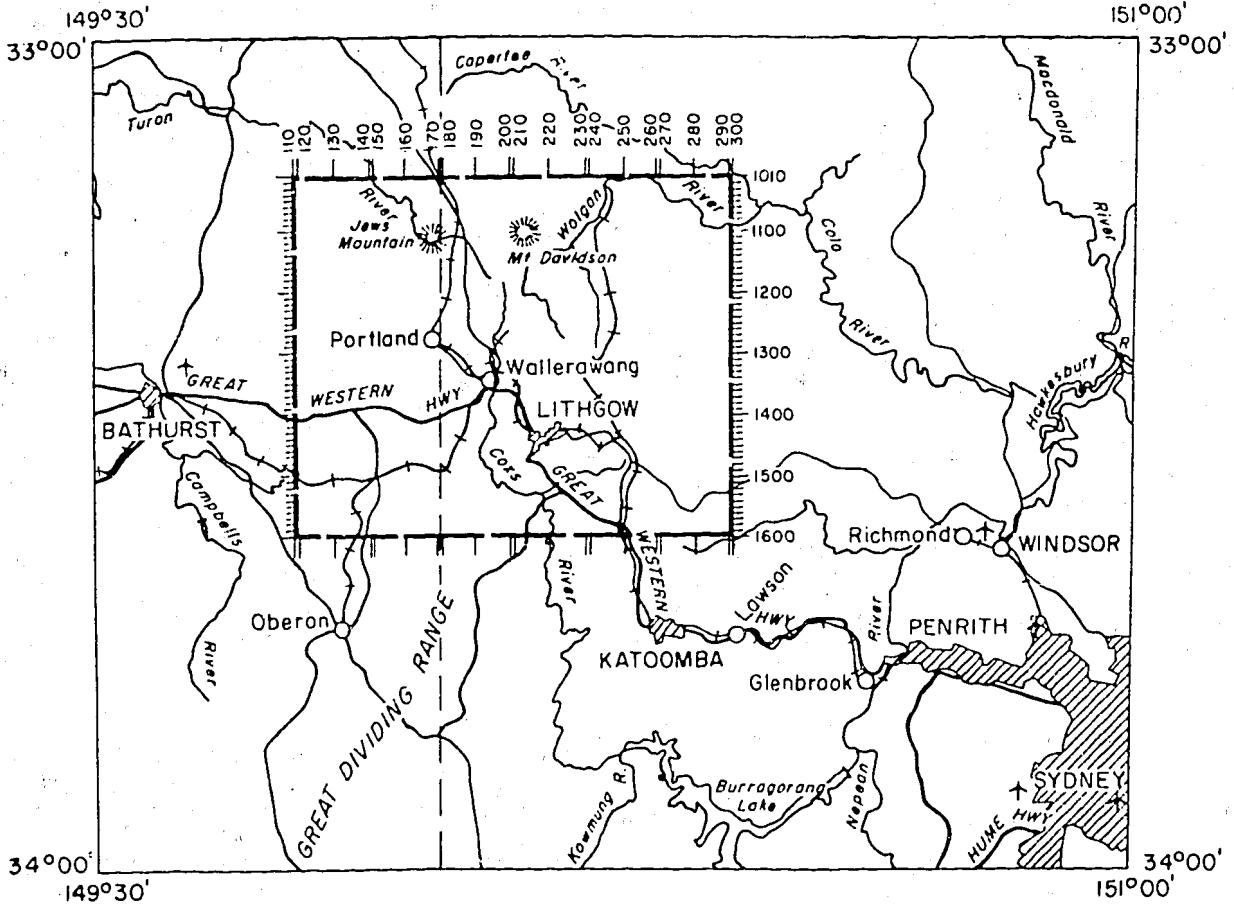 149°30'
151°00'
33°00'
33°00'
Capertee
River
Macdonald
River
Turon
110
120
130
140
150
160
170
180
190
200
210
220
230
240
250
260
270
280
290
300
1010
River
Jews
Mountain
Wolgan
River
Mt Davidson
Colo
River
1100
1200
Portland
1300
Wallerawang
R
GREAT
WESTERN
HWY
LITHGOW
1400
Hawkesbury
BATHURST
Coxs
GREAT
1500
Campbells
River
1600
Richmond
WINDSOR
WESTERN
River
Oberon
Lawson
HWY
River
PENRITH
KATOOMBA
Glenbrook
GREAT DIVIDING RANGE
Kowmung R.
Burragorang
Lake
Nepean
SYDNEY
HUME HWY
34°00'
34°00'
149°30'
151°00'